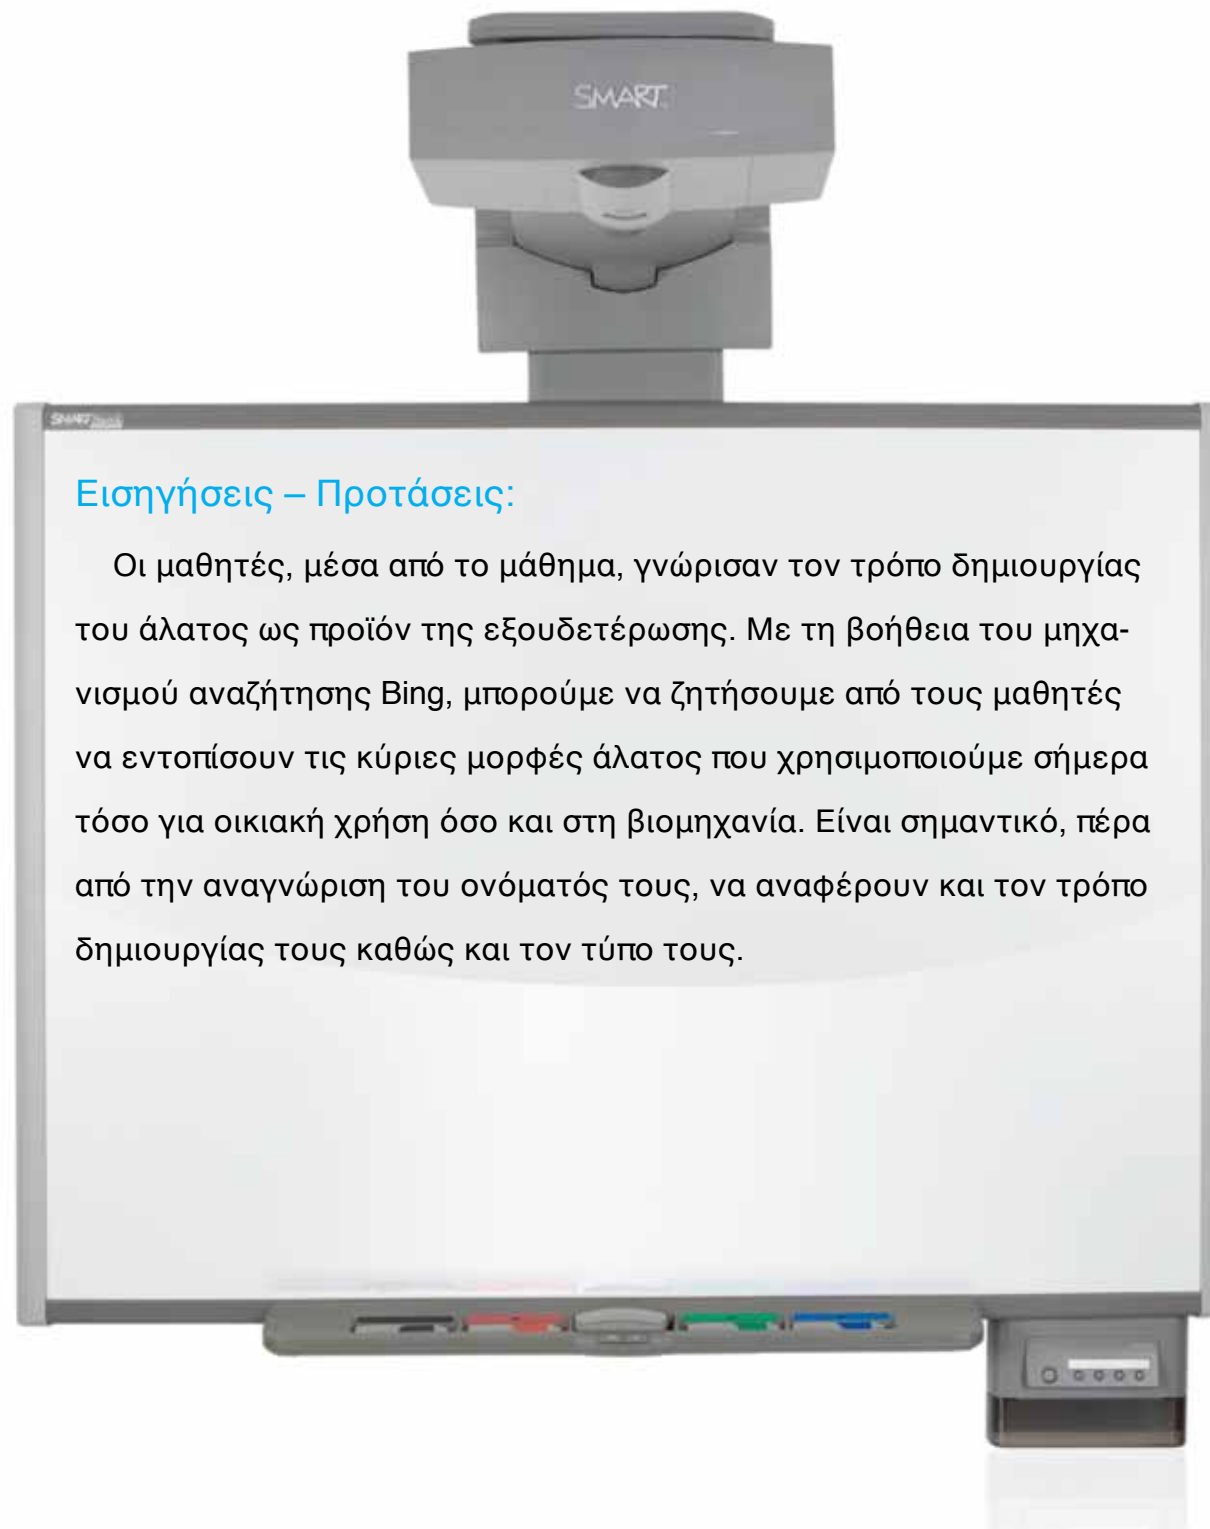 SMART
SMART
Εισηγήσεις – Προτάσεις:
Οι μαθητές, μέσα από το μάθημα, γνώρισαν τον τρόπο δημιουργίας
του άλατος ως προϊόν της εξουδετέρωσης. Με τη βοήθεια του μηχα-
νισμού αναζήτησης Bing, μπορούμε να ζητήσουμε από τους μαθητές
να εντοπίσουν τις κύριες μορφές άλατος που χρησιμοποιούμε σήμερα
τόσο για οικιακή χρήση όσο και στη βιομηχανία. Είναι σημαντικό, πέρα
από την αναγνώριση του ονόματός τους, να αναφέρουν και τον τρόπο
δημιουργίας τους καθώς και τον τύπο τους.